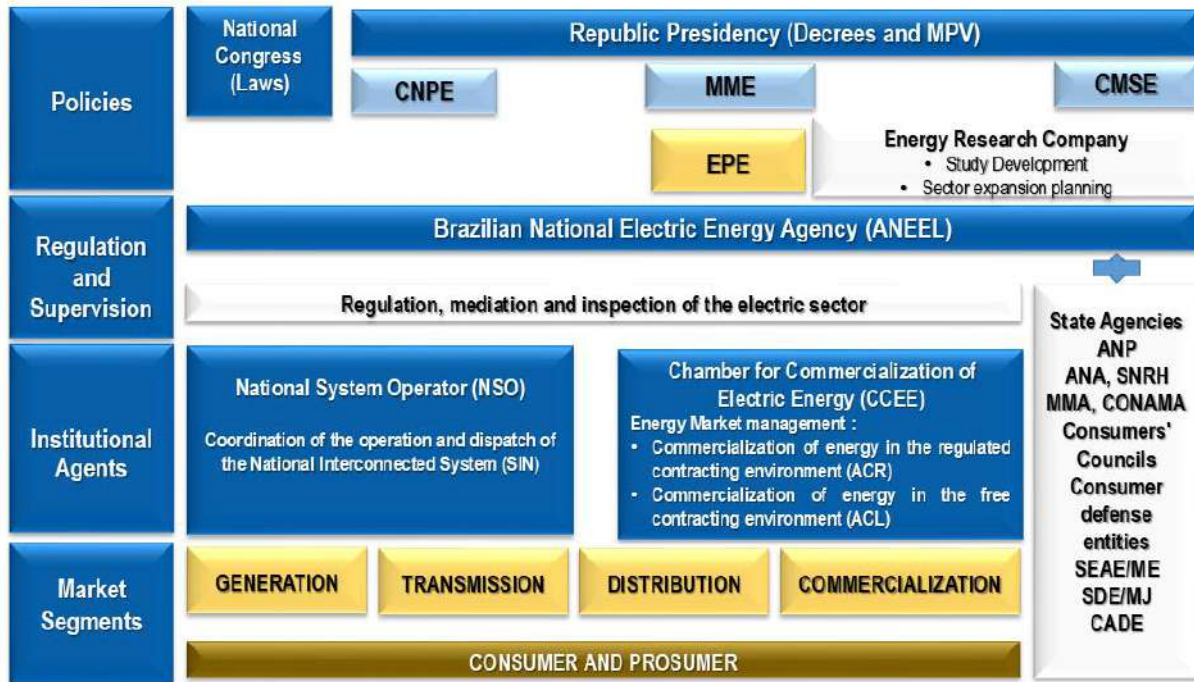 Policies
National
Congress
(Laws)
Republic Presidency (Decrees and MPV)
CNPE
MME
CMSE
EPE
Energy Research Company
• Study Development
• Sector expansion planning
Regulation
and
Supervision
Brazilian National Electric Energy Agency (ANEEL)
Regulation, mediation and inspection of the electric sector
Institutional
Agents
National System Operator (NSO)
Coordination of the operation and dispatch of
the National Interconnected System (SIN)
Chamber for Commercialization of
Electric Energy (CCEE)
Energy Market management :
• Commercialization of energy in the regulated
contracting environment (ACR)
• Commercialization of energy in the free
contracting environment (ACL)
State Agencies
ANP
ANA, SNRH
MMA, CONAMA
Consumers'
Councils
Consumer
defense
entities
SEAE/ME
SDE/MJ
CADE
Market
Segments
GENERATION
TRANSMISSION
DISTRIBUTION
COMMERCIALIZATION
CONSUMER AND PROSUMER